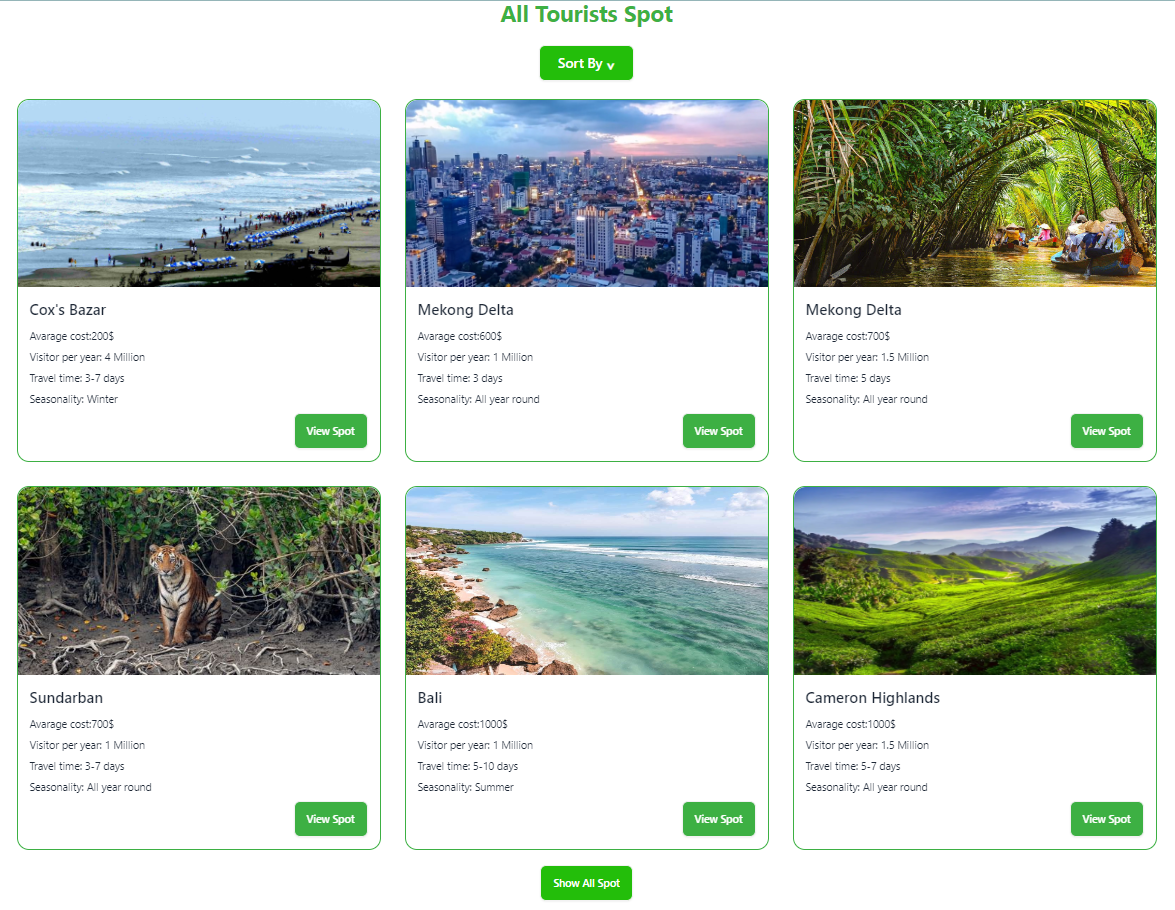 All Tourists Spot
Sort By v
Cox's Bazar
Avarage cost:200$
Visitor per year: 4 Million
Travel time: 3-7 days
Seasonality: Winter
View Spot
Mekong Delta
Avarage cost:600$
Visitor per year: 1 Million
Travel time: 3 days
Seasonality: All year round
View Spot
Mekong Delta
Avarage cost:700$
Visitor per year: 1.5 Million
Travel time: 5 days
Seasonality: All year round
View Spot
Sundarban
Avarage cost:700$
Visitor per year: 1 Million
Travel time: 3-7 days
Seasonality: All year round
View Spot
Bali
Avarage cost:1000$
Visitor per year: 1 Million
Travel time: 5-10 days
Seasonality: Summer
View Spot
Cameron Highlands
Avarage cost:1000$
Visitor per year: 1.5 Million
Travel time: 5-7 days
Seasonality: All year round
View Spot
Show All Spot